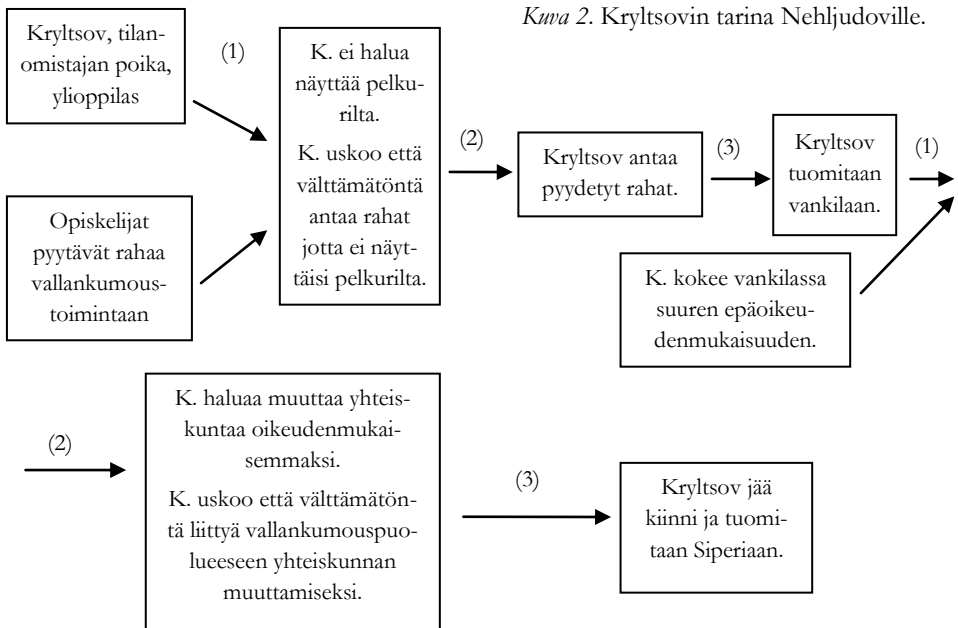 Kuva 2. Kryltsovin tarina Nehljudoville.
Kryltsov, tilan-
omistajan poika,
ylioppilas
(1)
Opiskelijat
pyytävät rahaa
vallankumous-
toimintaan
K. ei halua
näyttää pelku-
rilta.
K. uskoo että
välttämätöntä
antaa rahat
jotta ei näyt-
täisi pelkurilta.
(2)
Kryltsov antaa
pyydetyt rahat.
(3)
Kryltsov
tuomitaan
vankilaan.
(1)
K. kokee vankilassa
suuren epäoikeu-
denmukaisuuden.
(2)
K. haluaa muuttaa yhteis-
kuntaa oikeudenmukai-
semmaksi.
K. uskoo että välttämätön-
tä liittyä vallankumouspuo-
lueeseen yhteiskunnan
muuttamiseksi.
(3)
Kryltsov jää
kiinni ja tuomi-
taan Siperiaan.